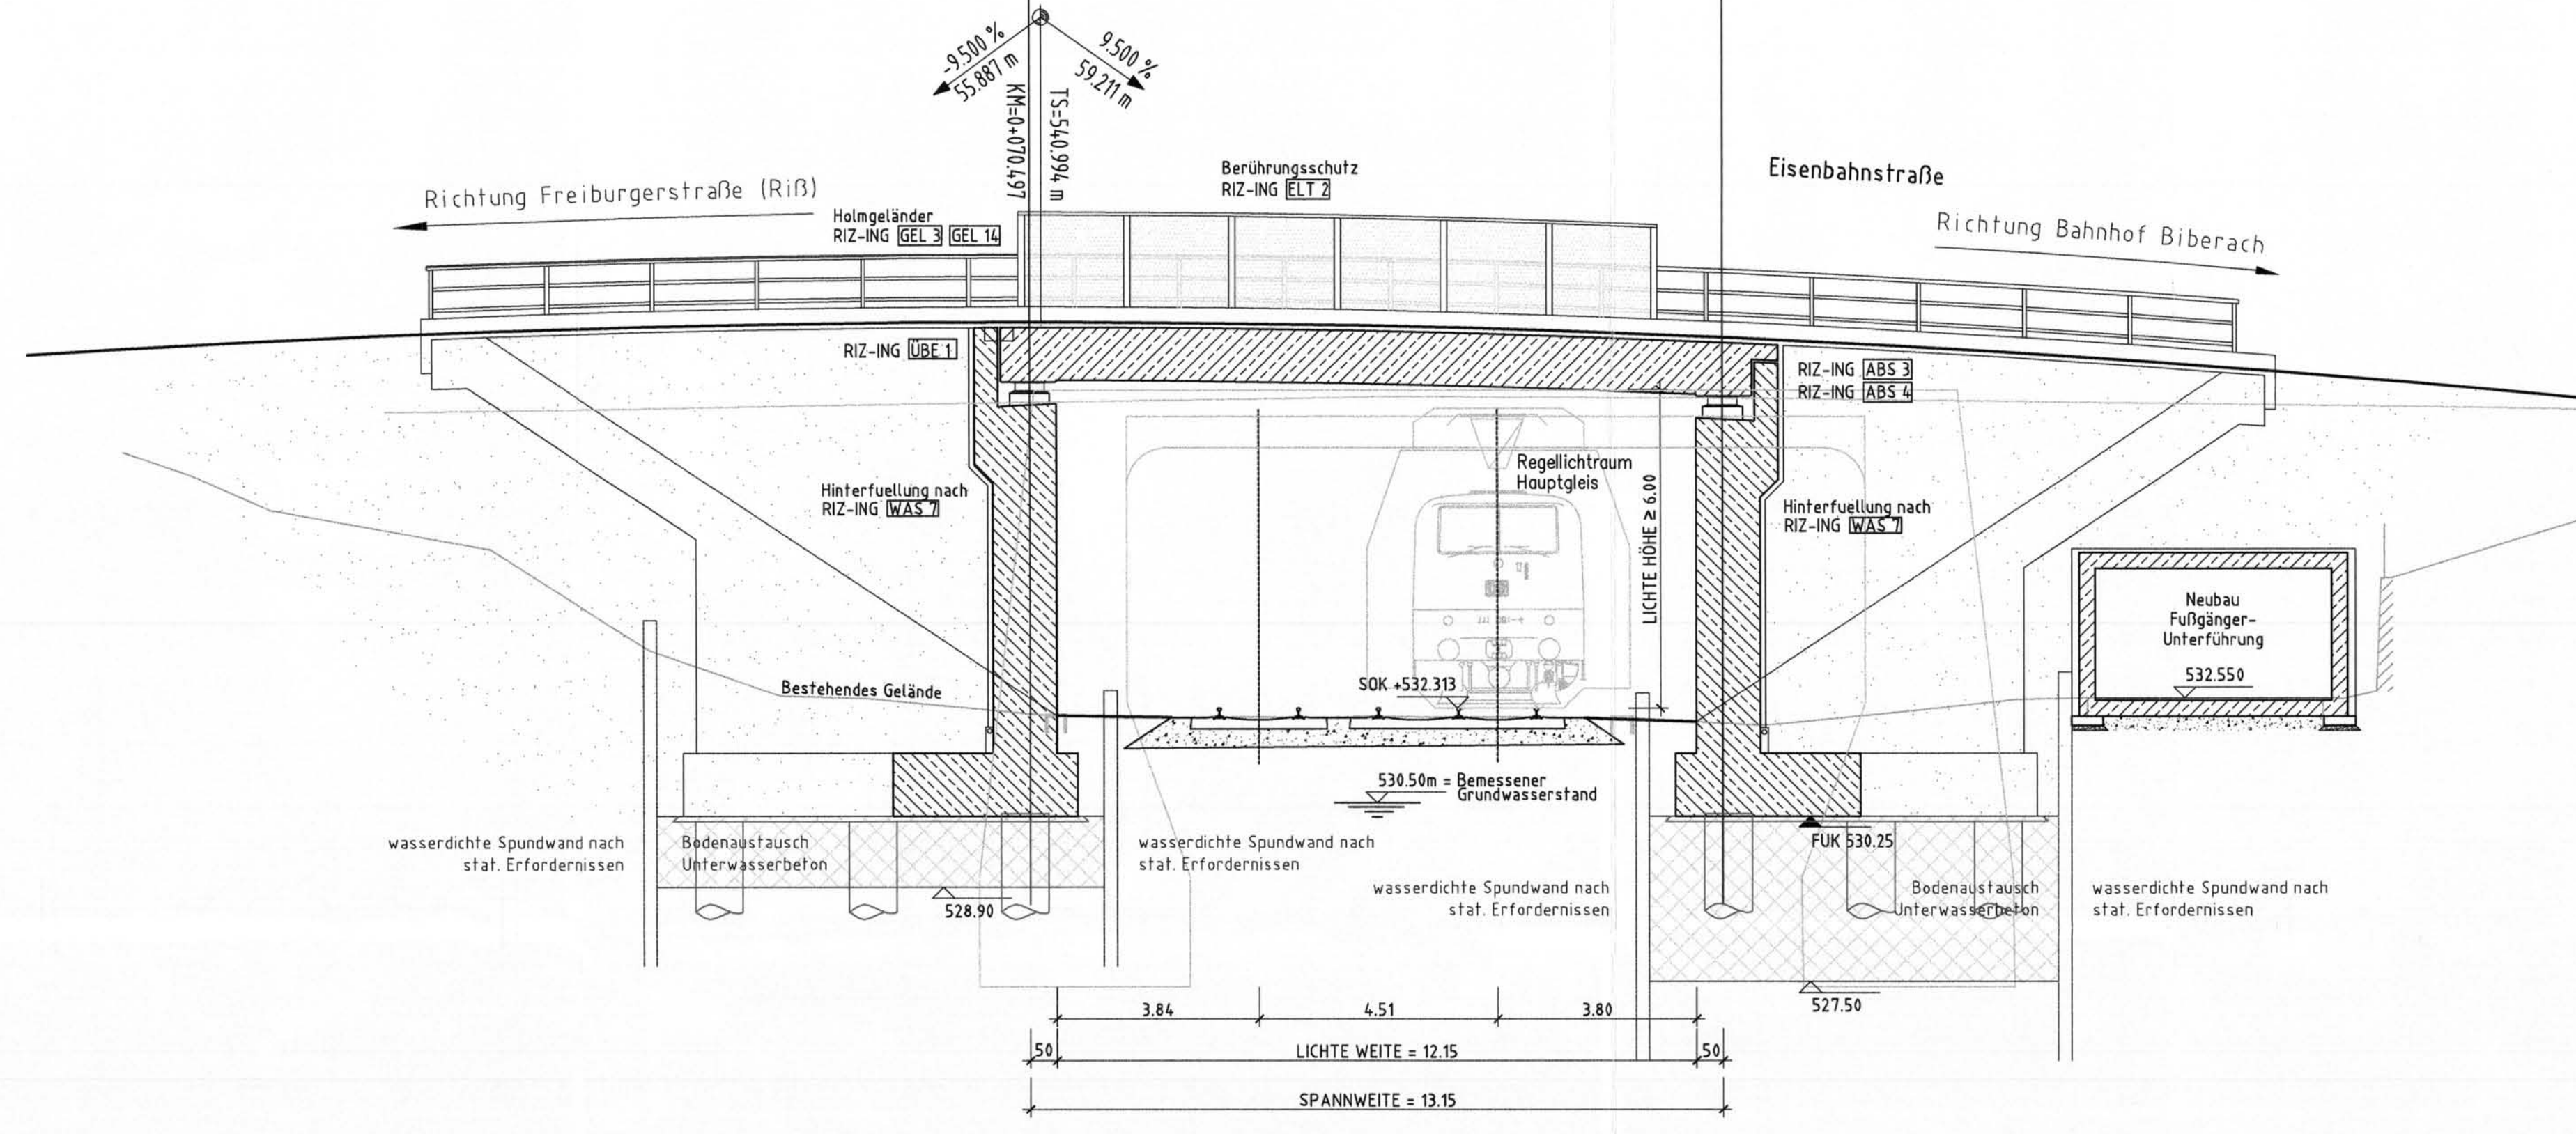 -9.500 %
55.887 m
9.500 %
59.211 m
KM=0+070.497
TS=540.994 m
Richtung Freiburgerstraße (Riß)
Holmgeländer
RIZ-ING GEL 3 GEL 14
Berührungsschutz
RIZ-ING ELT 2
Eisenbahnstraße
Richtung Bahnhof Biberach
RIZ-ING ÜBE 1
RIZ-ING ABS 3
RIZ-ING ABS 4
Hinterfuellung nach
RIZ-ING WAS 7
Regellichtraum
Hauptgleis
LICHTE HÖHE ≥ 6.00
Hinterfuellung nach
RIZ-ING WAS 7
Neubau
Fußgänger-
Unterführung
532.550
Bestehendes Gelände
SOK +532.313
530.50m = Bemessener
Grundwasserstand
wasserdichte Spundwand nach
stat. Erfordernissen
Bodenaustausch
Unterwasserbeton
528.90
wasserdichte Spundwand nach
stat. Erfordernissen
wasserdichte Spundwand nach
stat. Erfordernissen
FUK 530.25
Bodenaustausch
Unterwasserbeton
wasserdichte Spundwand nach
stat. Erfordernissen
527.50
3.84
4.51
3.80
50
LICHTE WEITE = 12.15
50
SPANNWEITE = 13.15